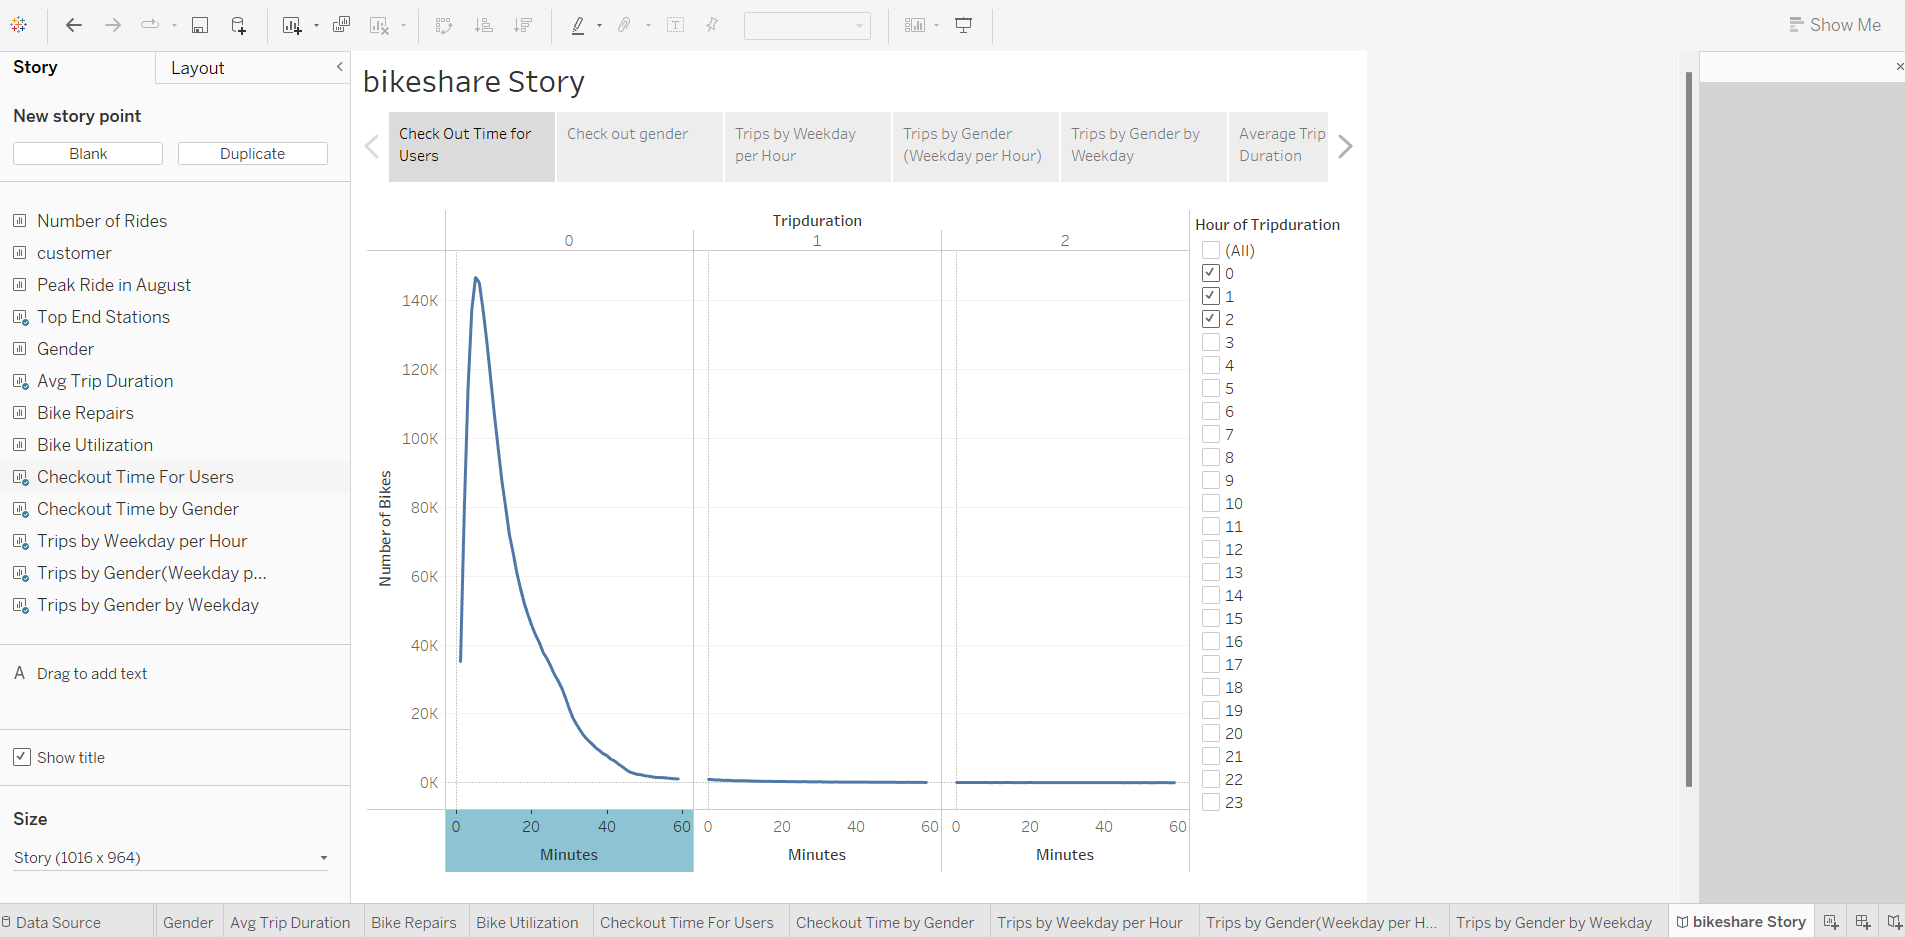 Show Me
Story
Layout
New story point
Blank
Duplicate
Number of Rides
customer
Peak Ride in August
Top End Stations
Gender
Avg Trip Duration
Bike Repairs
Bike Utilization
Checkout Time For Users
Checkout Time by Gender
Trips by Weekday per Hour
Trips by Gender(Weekday p...
Trips by Gender by Weekday
A Drag to add text
Show title
Size
Story (1016 x 964)
bikeshare Story
Check Out Time for
Users
Check out gender
Trips by Weekday
per Hour
Trips by Gender
(Weekday per Hour)
Trips by Gender by
Weekday
Average Trip
Duration
Tripduration
0 1 2
140K
120K
100K
80K
60K
40K
20K
0K
Number of Bikes
0 20 40 60 0 20 40 60 0 20 40 60
Minutes Minutes Minutes
Hour of Tripduration
(All)
0
1
2
3
4
5
6
7
8
9
10
11
12
13
14
15
16
17
18
19
20
21
22
23
Data Source Gender Avg Trip Duration Bike Repairs Bike Utilization Checkout Time For Users Checkout Time by Gender Trips by Weekday per Hour Trips by Gender(Weekday per H... Trips by Gender by Weekday bikeshare Story